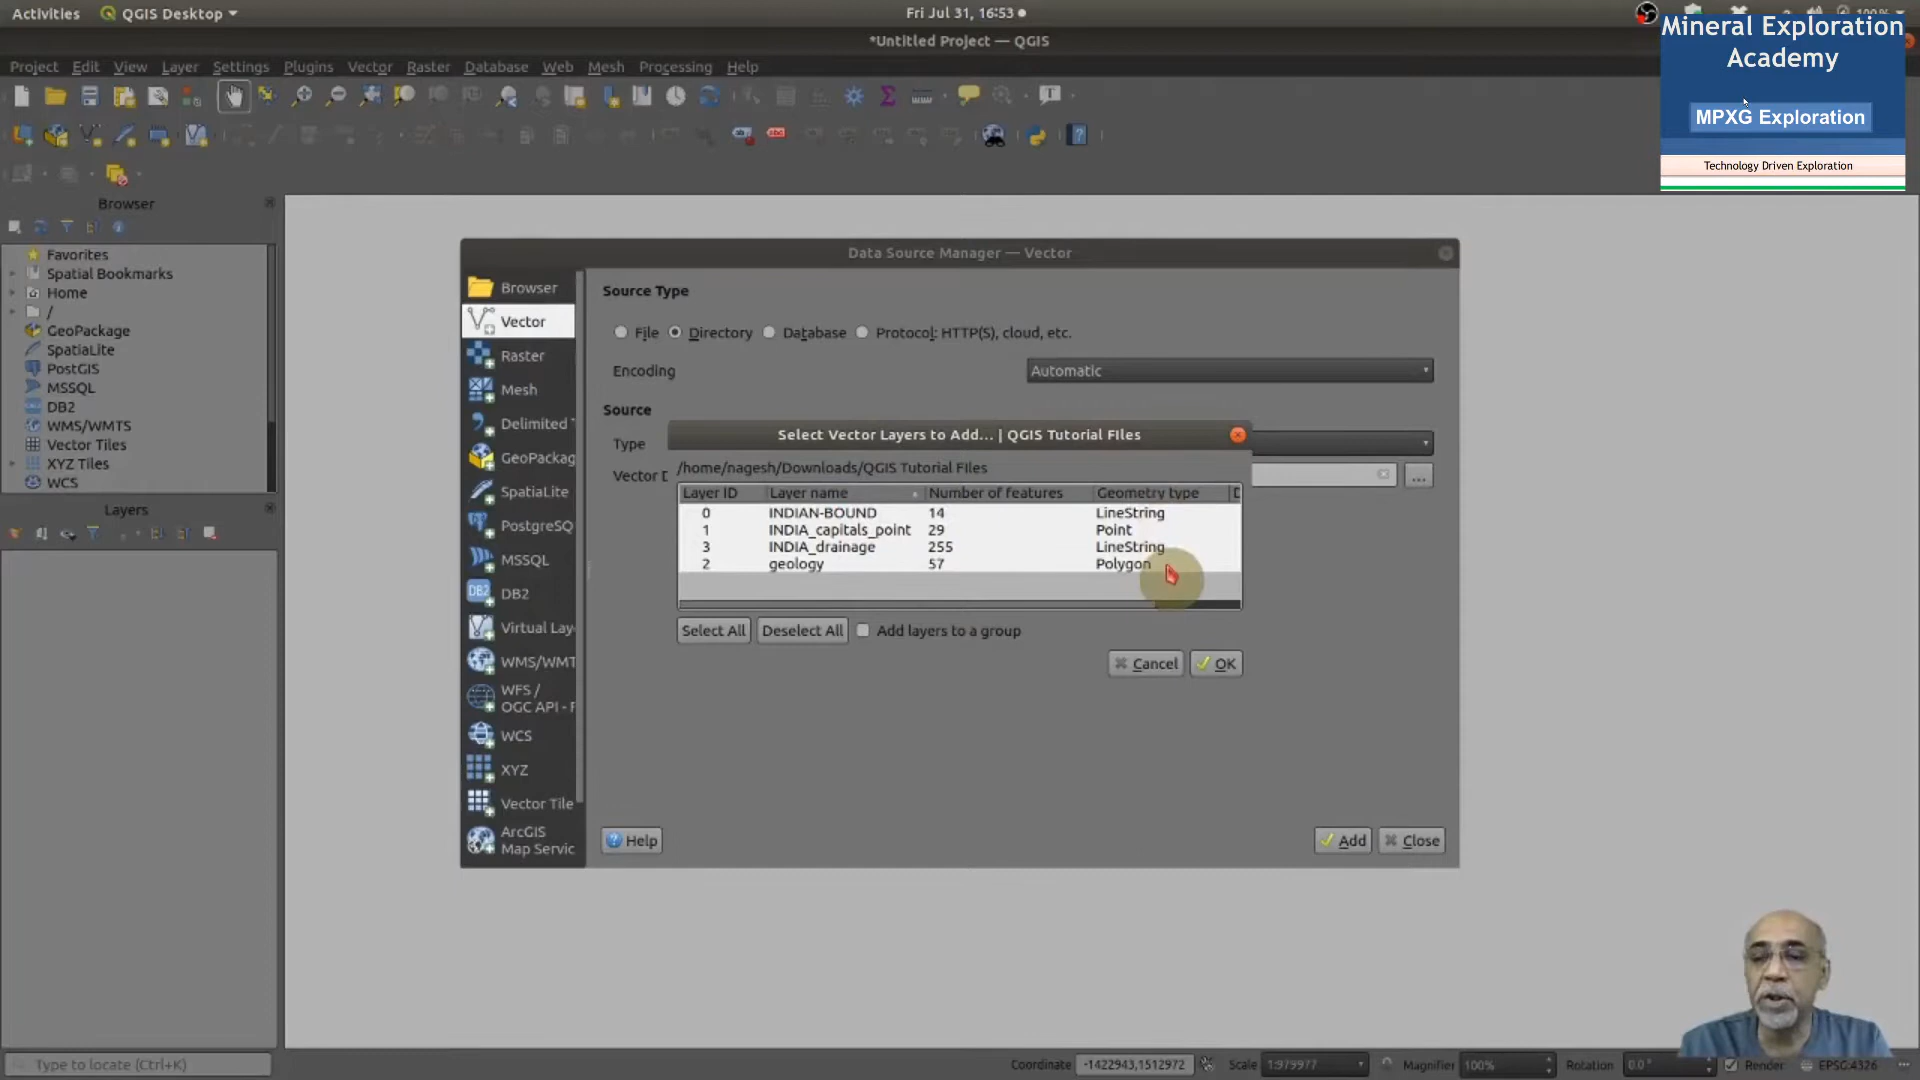 Activities QGIS Desktop Fri Jul 31, 16:53
*Untitled Project — QGIS
Project Edit View Layer Settings Plugins Vector Raster Database Web Mesh Processing Help
Mineral Exploration
Academy
MPXG Exploration
Technology Driven Exploration
Browser
Favorites
Spatial Bookmarks
Home
/
GeoPackage
SpatiaLite
PostGIS
MSSQL
DB2
WMS/WMTS
Vector Tiles
XYZ Tiles
WCS
Layers
Data Source Manager — Vector
Browser
Vector
Raster
Mesh
Delimited
GeoPackag
SpatiaLite
PostgreSQ
MSSQL
DB2
Virtual Lay
WMS/WMT
WFS /
OGC API - F
WCS
XYZ
Vector Tile
ArcGIS
Map Servic
Source Type
File Directory Database Protocol: HTTP(S), cloud, etc.
Encoding Automatic
Source
Type
Vector D
...
Select Vector Layers to Add... | QGIS Tutorial FIles
/home/nagesh/Downloads/QGIS Tutorial FIles
Layer ID Layer name Number of features Geometry type D
0 INDIAN-BOUND 14 LineString
1 INDIA_capitals_point 29 Point
3 INDIA_drainage 255 LineString
2 geology 57 Polygon
Select All Deselect All Add layers to a group
Cancel OK
Help Add Close
Type to locate (Ctrl+K) Coordinate -1422943,1512972 Scale 1:979977 Magnifier 100% Rotation 0.0° Render EPSG:4326